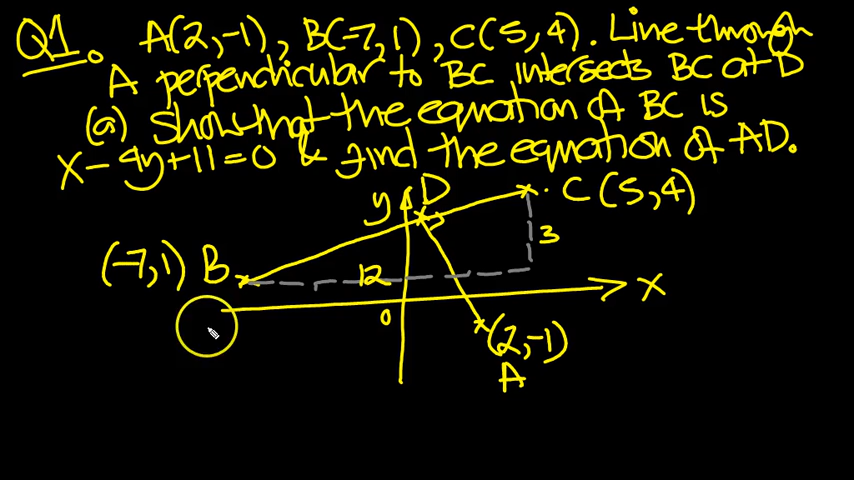 Q1. A(2,-1), B(-7,1), C(5,4). Line through
A perpendicular to BC intersects BC at D
(a) show that the equation of BC is
x-4y+11=0 & find the equation of AD.
y D C(5,4)
(-7,1) B 12 3
x
0 (2,-1)
A